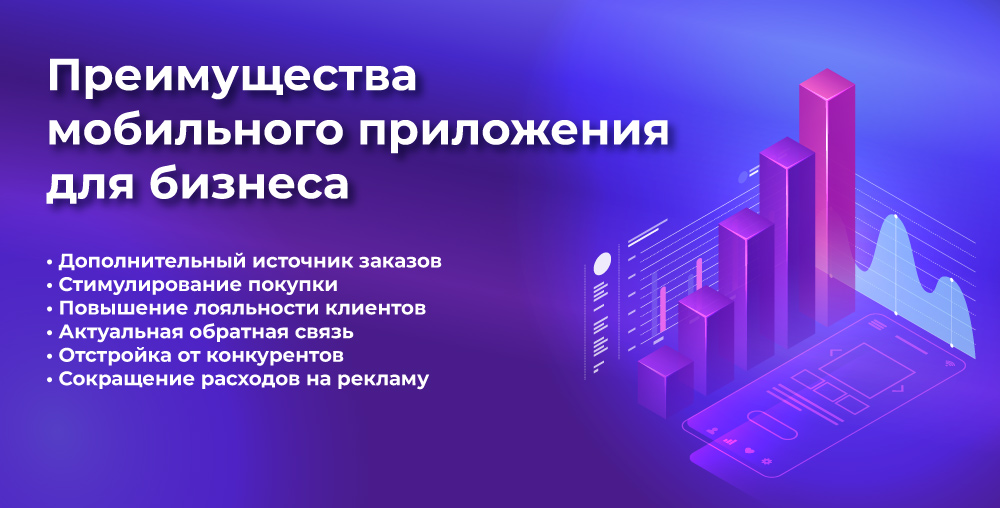 Преимущества
мобильного приложения
для бизнеса
• Дополнительный источник заказов
• Стимулирование покупки
• Повышение лояльности клиентов
• Актуальная обратная связь
• Отстройка от конкурентов
• Сокращение расходов на рекламу